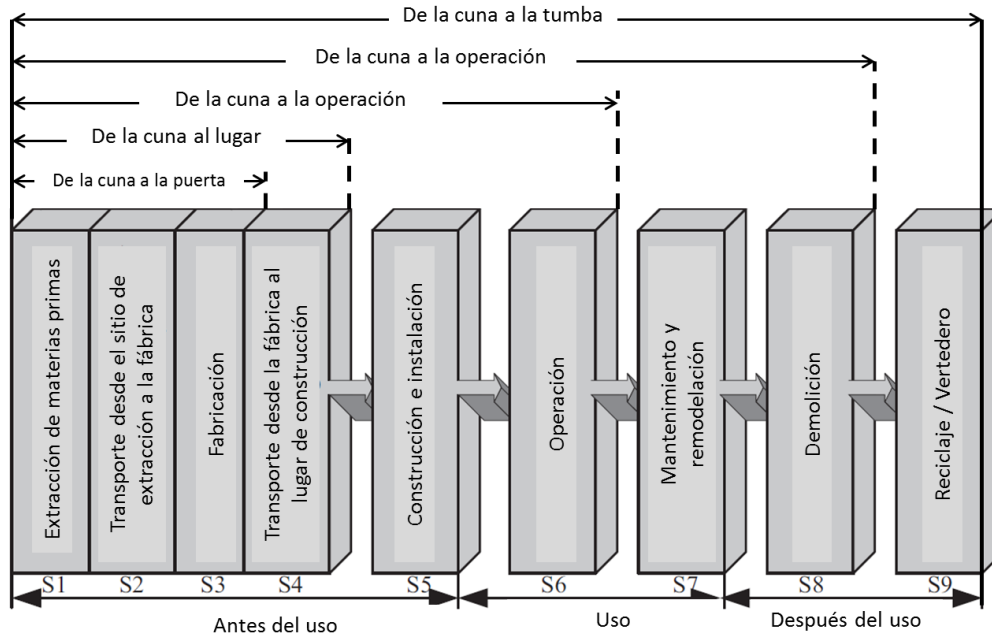 De la cuna a la tumba
De la cuna a la operación
De la cuna a la operación
De la cuna al lugar
De la cuna a la puerta
Extracción de materias primas
Transporte desde el sitio de
extracción a la fábrica
Fabricación
Transporte desde la fábrica al
lugar de construcción
Construcción e instalación
Operación
Mantenimiento y
remodelación
Demolición
Reciclaje / Vertedero
S1
S2
S3
S4
S5
S6
S7
S8
S9
Antes del uso
Uso
Después del uso